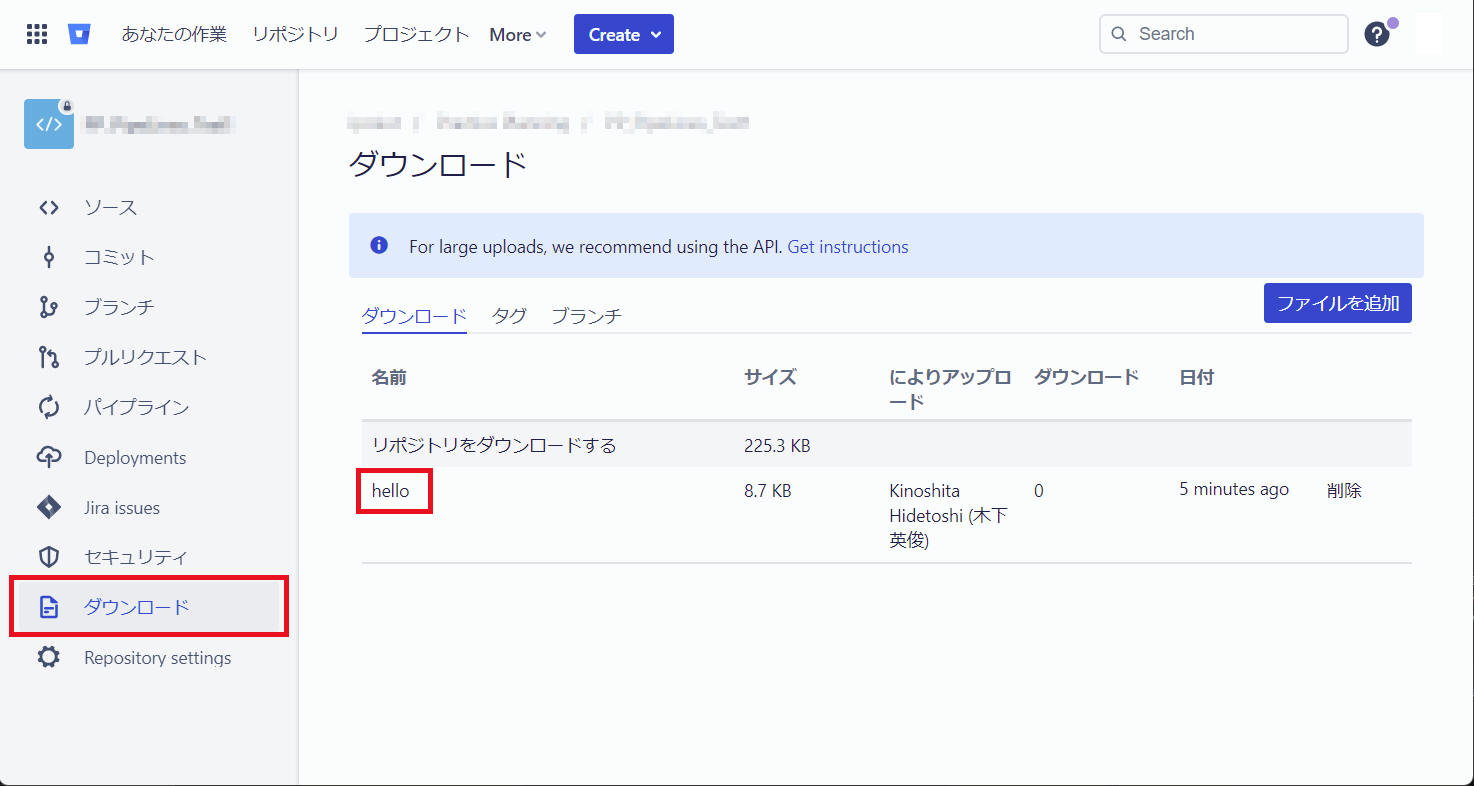 あなたの作業 リポジトリ プロジェクト More Create Search ?
</>
ソース
コミット
ブランチ
プルリクエスト
パイプライン
Deployments
Jira issues
セキュリティ
ダウンロード
Repository settings
ダウンロード
For large uploads, we recommend using the API. Get instructions
ファイルを追加
ダウンロード タグ ブランチ
名前 サイズ によりアップロ ダウンロード 日付
ード
リポジトリをダウンロードする 225.3 KB
hello 8.7 KB Kinoshita 0 5 minutes ago 削除
Hidetoshi (木下
英俊)